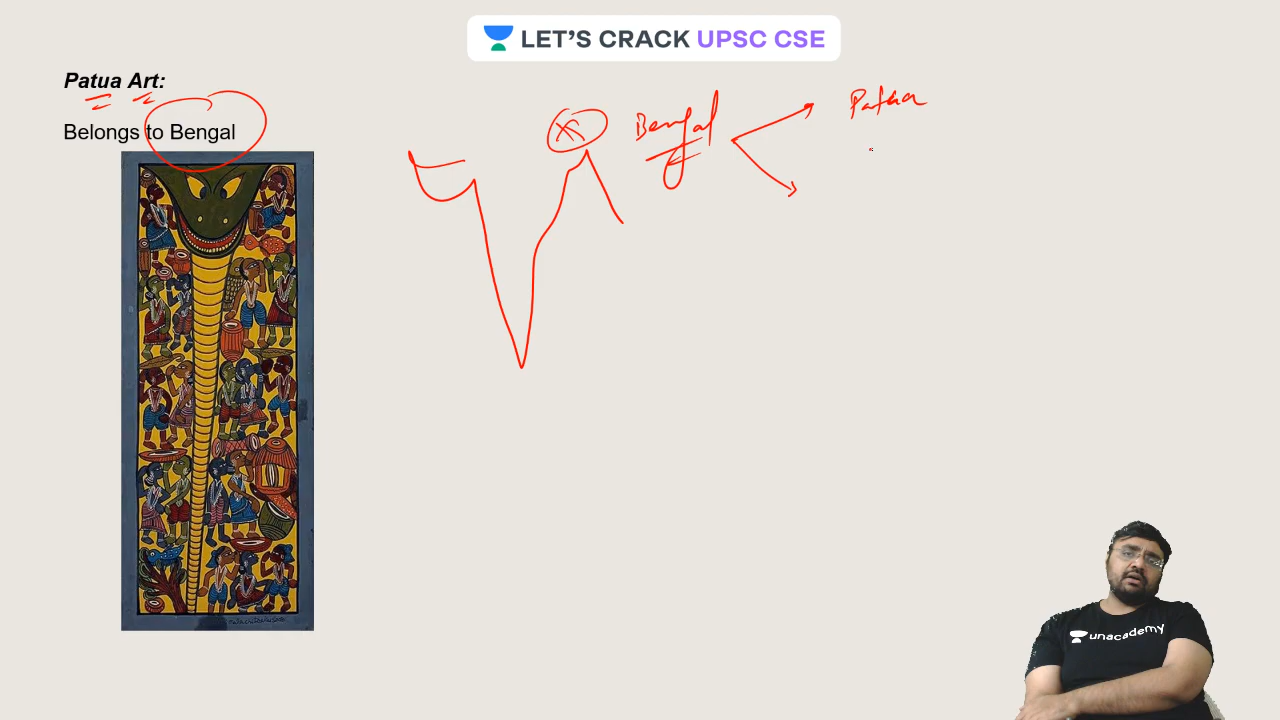 LET'S CRACK UPSC CSE
Patua Art:
Belongs to Bengal
Bengal
Patua
unacademy